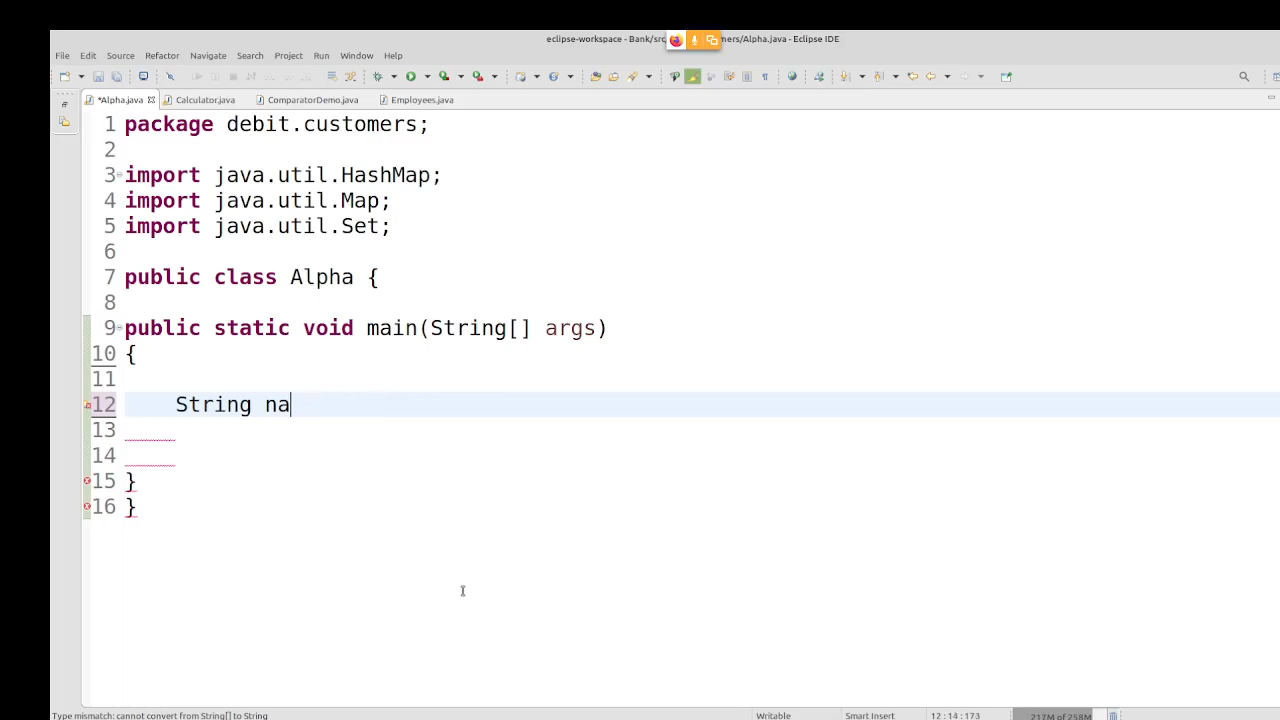 eclipse-workspace - Bank/src mers/Alpha.java - Eclipse IDE
File Edit Source Refactor Navigate Search Project Run Window Help
*Alpha.java Calculator.java ComparatorDemo.java Employees.java
1 package debit.customers;
2
3 import java.util.HashMap;
4 import java.util.Map;
5 import java.util.Set;
6
7 public class Alpha {
8
9 public static void main(String[] args)
10 {
11
12 String na
13
14
15 }
16 }
Type mismatch: cannot convert from String[] to String Writable Smart Insert 12:14:173 217M of 258M